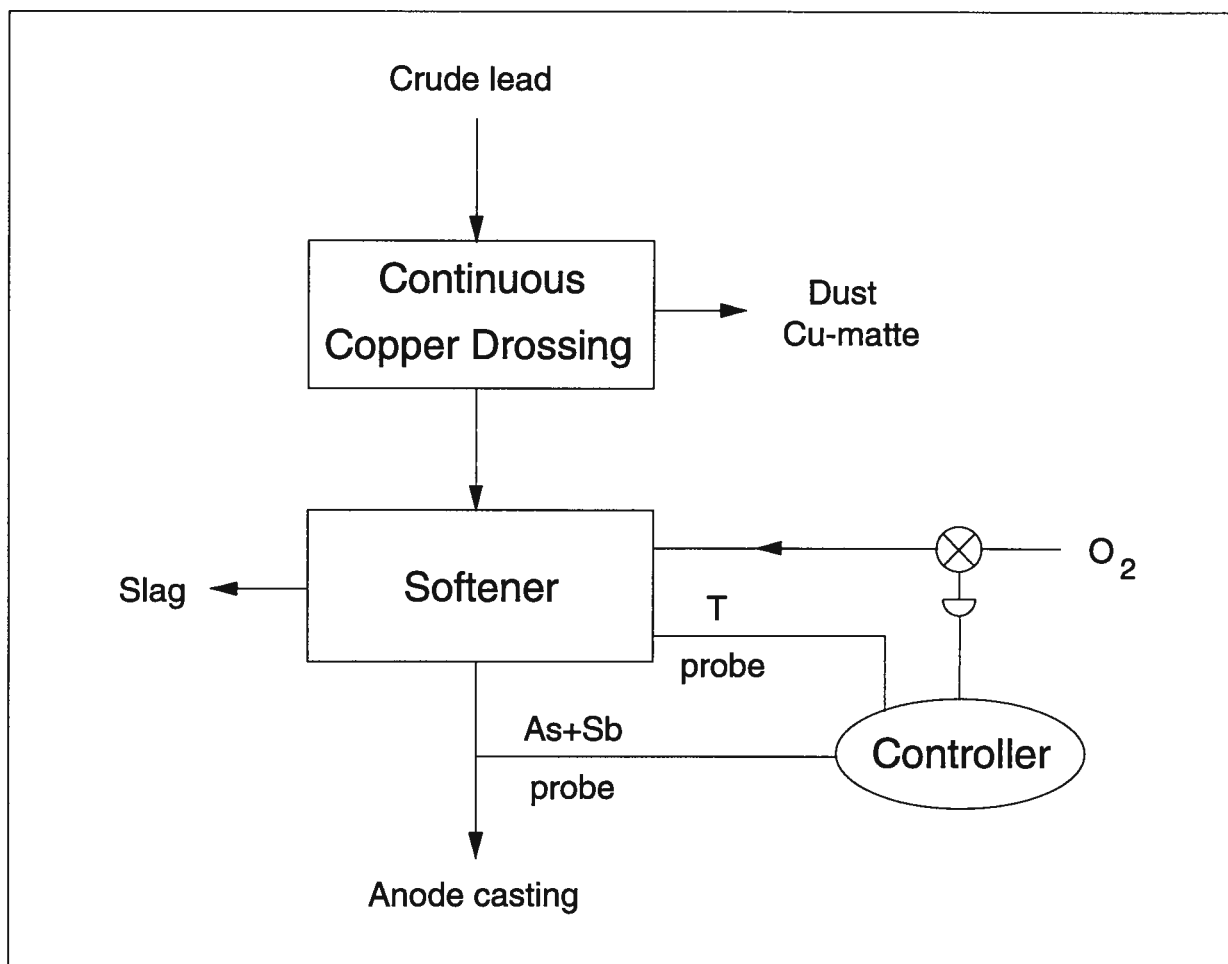 Crude lead
Continuous
Copper Drossing
Dust
Cu-matte
Softener
O2
Slag
T
probe
As+Sb
probe
Controller
Anode casting